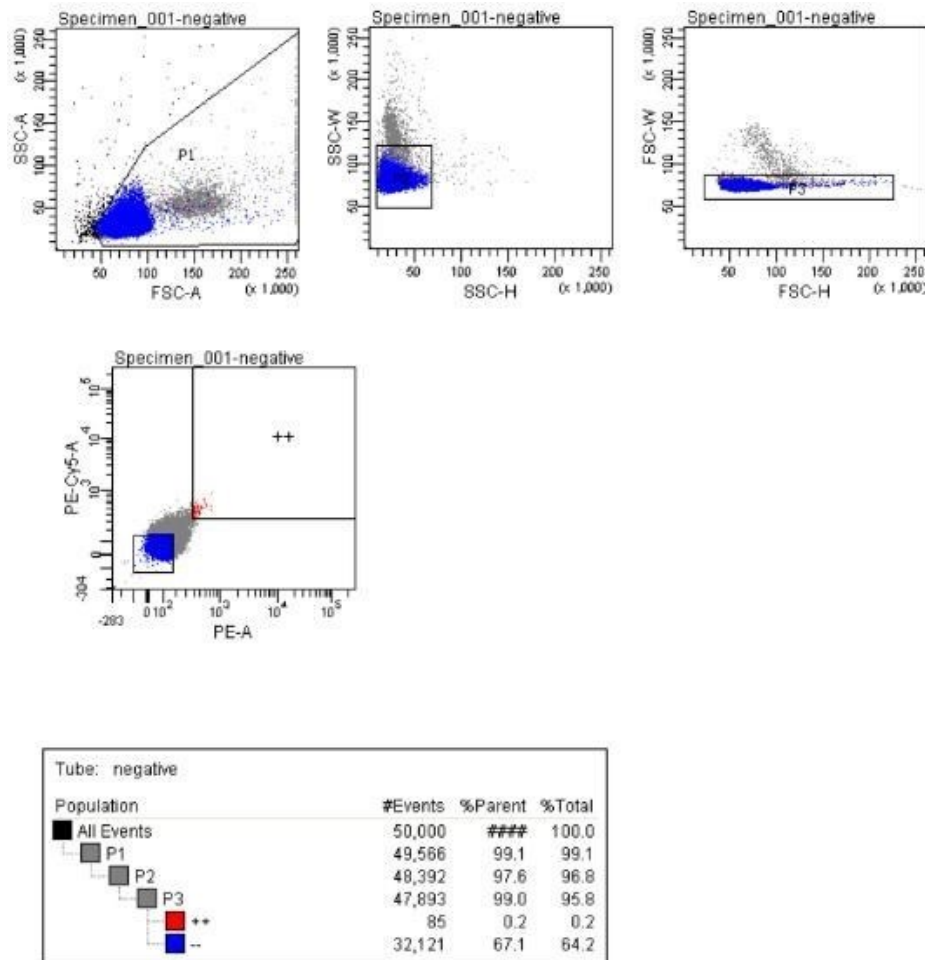 Specimen_001-negative
SSC-A
(x 1,000)
50 100 150 200 250
P1
50 100 150 200 250
FSC-A
(x 1,000)
Specimen_001-negative
SSC-W
(x 1,000)
50 100 150 200 250
50 100 150 200 250
SSC-H
(x 1,000)
Specimen_001-negative
FSC-W
(x 1,000)
50 100 150 200 250
P3
50 100 150 200 250
FSC-H
(x 1,000)
Specimen_001-negative
PE-Cy5-A
-304 0 10^3 10^4 10^5
++
-283 0 10^2 10^3 10^4 10^5
PE-A
Tube: negative
Population #Events %Parent %Total
All Events 50,000 #### 100.0
P1 49,566 99.1 99.1
P2 48,392 97.6 96.8
P3 47,893 99.0 95.8
++ 85 0.2 0.2
-- 32,121 67.1 64.2